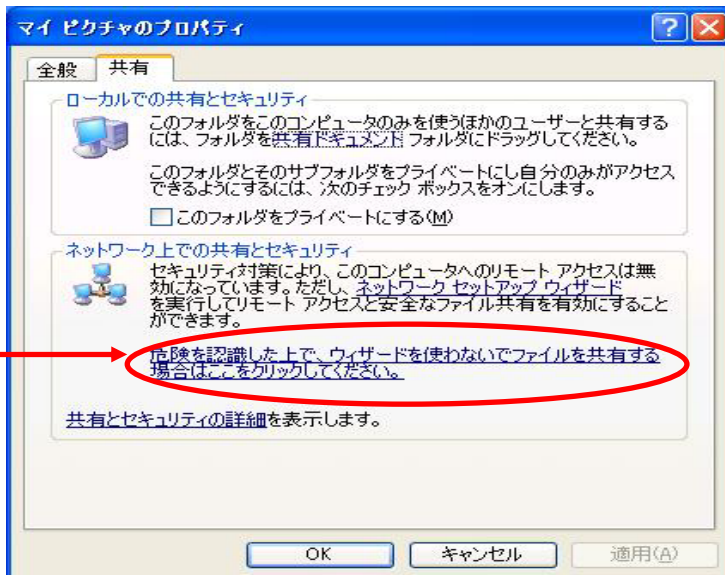 マイ ピクチャのプロパティ
全般 共有
ローカルでの共有とセキュリティ
このフォルダをこのコンピュータのみを使うほかのユーザーと共有する
には、フォルダを共有ドキュメント フォルダにドラッグしてください。
このフォルダとそのサブフォルダをプライベートにし自分のみがアクセス
できるようにするには、次のチェック ボックスをオンにします。
このフォルダをプライベートにする(M)
ネットワーク上での共有とセキュリティ
セキュリティ対策により、このコンピュータへのリモート アクセスは無
効になっています。ただし、ネットワーク セットアップ ウィザード
を実行してリモート アクセスと安全なファイル共有を有効にすること
ができます。
危険を認識した上で、ウィザードを使わないでファイルを共有する
場合はここをクリックしてください。
共有とセキュリティの詳細を表示します。
OK キャンセル 適用(A)